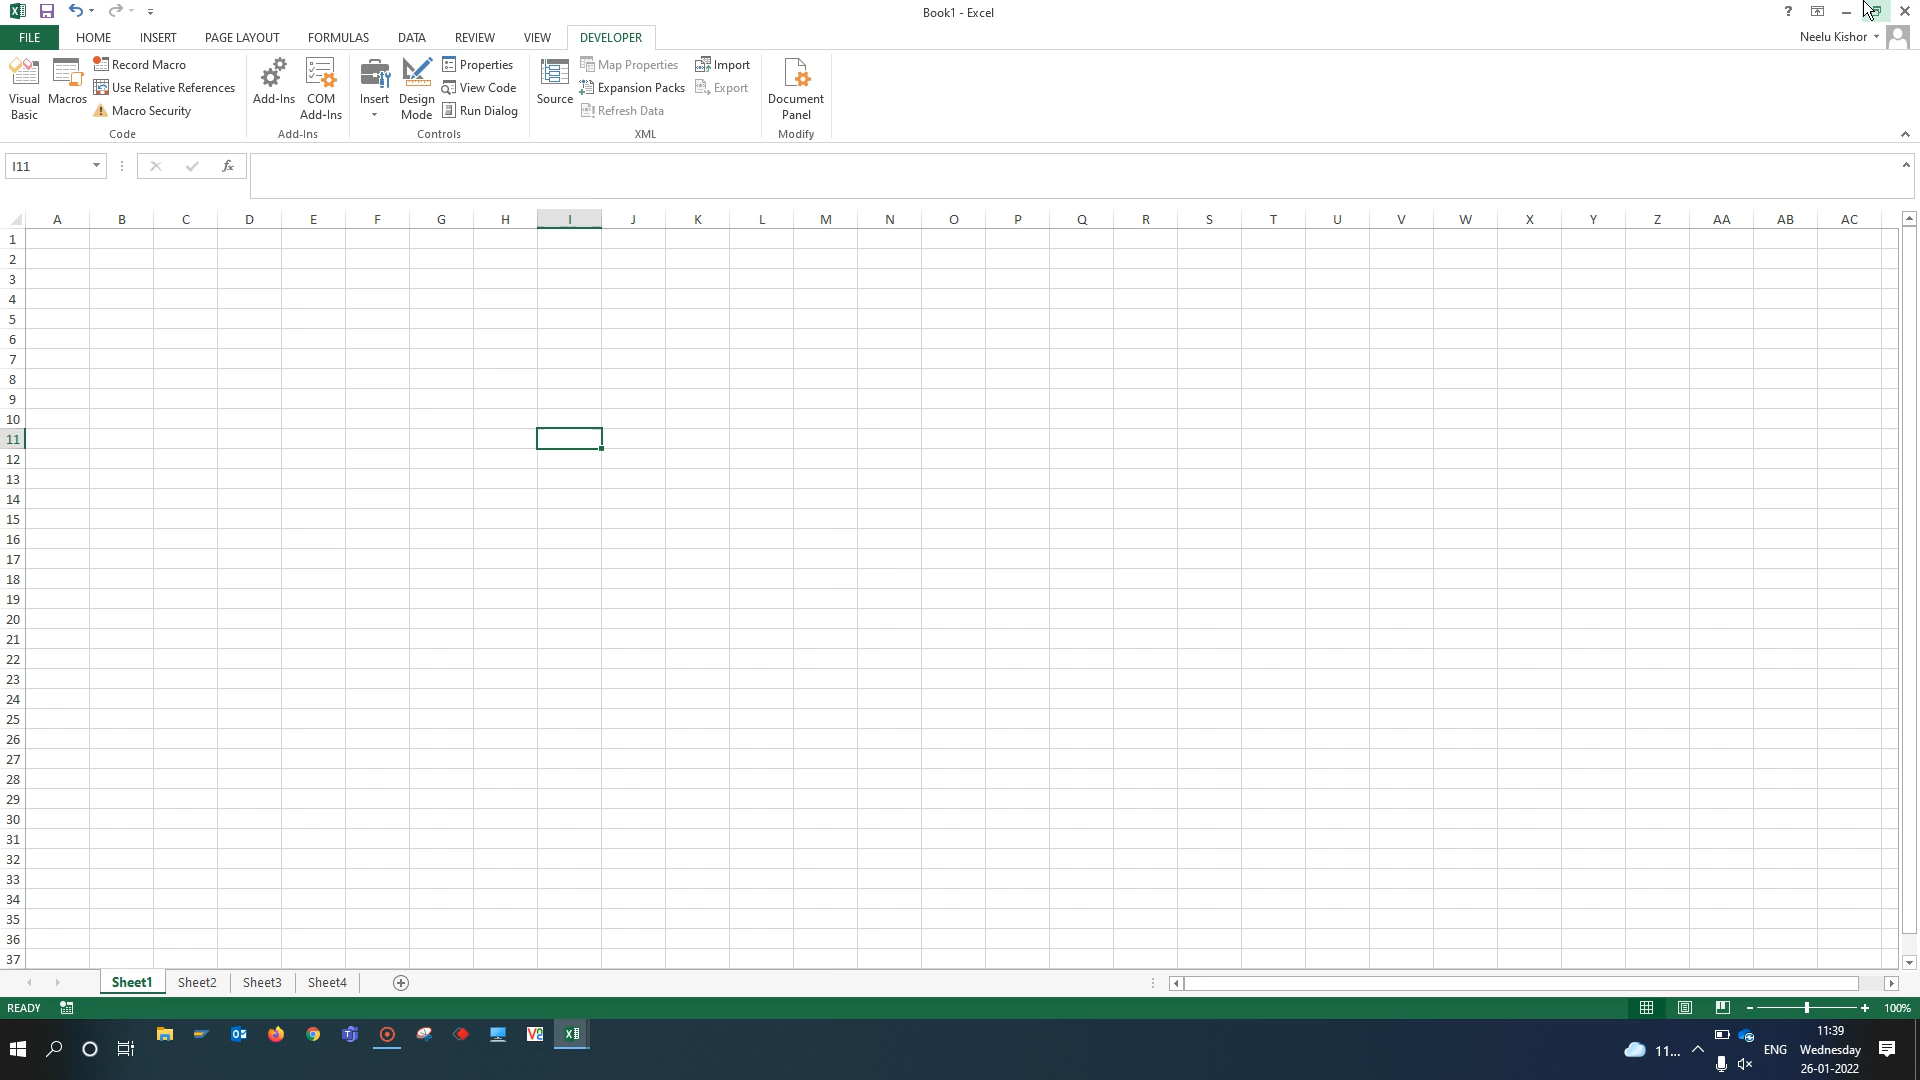 Book1 - Excel
?
FILE HOME INSERT PAGE LAYOUT FORMULAS DATA REVIEW VIEW DEVELOPER
Neelu Kishor
Visual Basic
Macros
Record Macro
Use Relative References
Macro Security
Code
Add-Ins
COM Add-Ins
Add-Ins
Insert
Design Mode
Properties
View Code
Run Dialog
Controls
Source
Map Properties
Expansion Packs
Refresh Data
Import
Export
XML
Document Panel
Modify
I11
fx
A B C D E F G H I J K L M N O P Q R S T U V W X Y Z AA AB AC
1
2
3
4
5
6
7
8
9
10
11
12
13
14
15
16
17
18
19
20
21
22
23
24
25
26
27
28
29
30
31
32
33
34
35
36
37
Sheet1 Sheet2 Sheet3 Sheet4
READY
100%
11...
ENG
11:39
Wednesday
26-01-2022